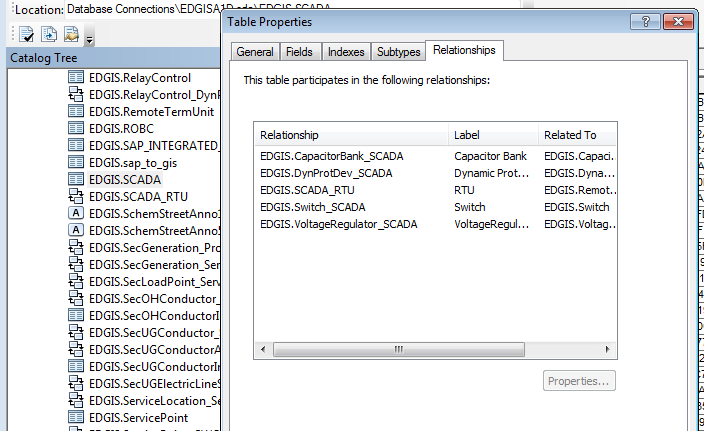 Location: Database Connections\EDGISA1D.sde\EDGIS.SCADA
Catalog Tree
EDGIS.RelayControl
EDGIS.RelayControl_DynP
EDGIS.RemoteTermUnit
EDGIS.ROBC
EDGIS.SAP_INTEGRATED_
EDGIS.sap_to_gis
EDGIS.SCADA
EDGIS.SCADA_RTU
EDGIS.SchemStreetAnno
EDGIS.SchemStreetAnno
EDGIS.SecGeneration_Pro
EDGIS.SecGeneration_Ser
EDGIS.SecLoadPoint_Serv
EDGIS.SecOHConductor_
EDGIS.SecOHConductorI
EDGIS.SecUGConductor_
EDGIS.SecUGConductorA
EDGIS.SecUGConductorIn
EDGIS.SecUGElectricLineS
EDGIS.ServiceLocation_Se
EDGIS.ServicePoint
Table Properties
General Fields Indexes Subtypes Relationships
This table participates in the following relationships:
Relationship Label Related To
EDGIS.CapacitorBank_SCADA Capacitor Bank EDGIS.Capaci...
EDGIS.DynProtDev_SCADA Dynamic Prot... EDGIS.Dyna...
EDGIS.SCADA_RTU RTU EDGIS.Remot...
EDGIS.Switch_SCADA Switch EDGIS.Switch
EDGIS.VoltageRegulator_SCADA VoltageRegul... EDGIS.Voltag...
Properties...